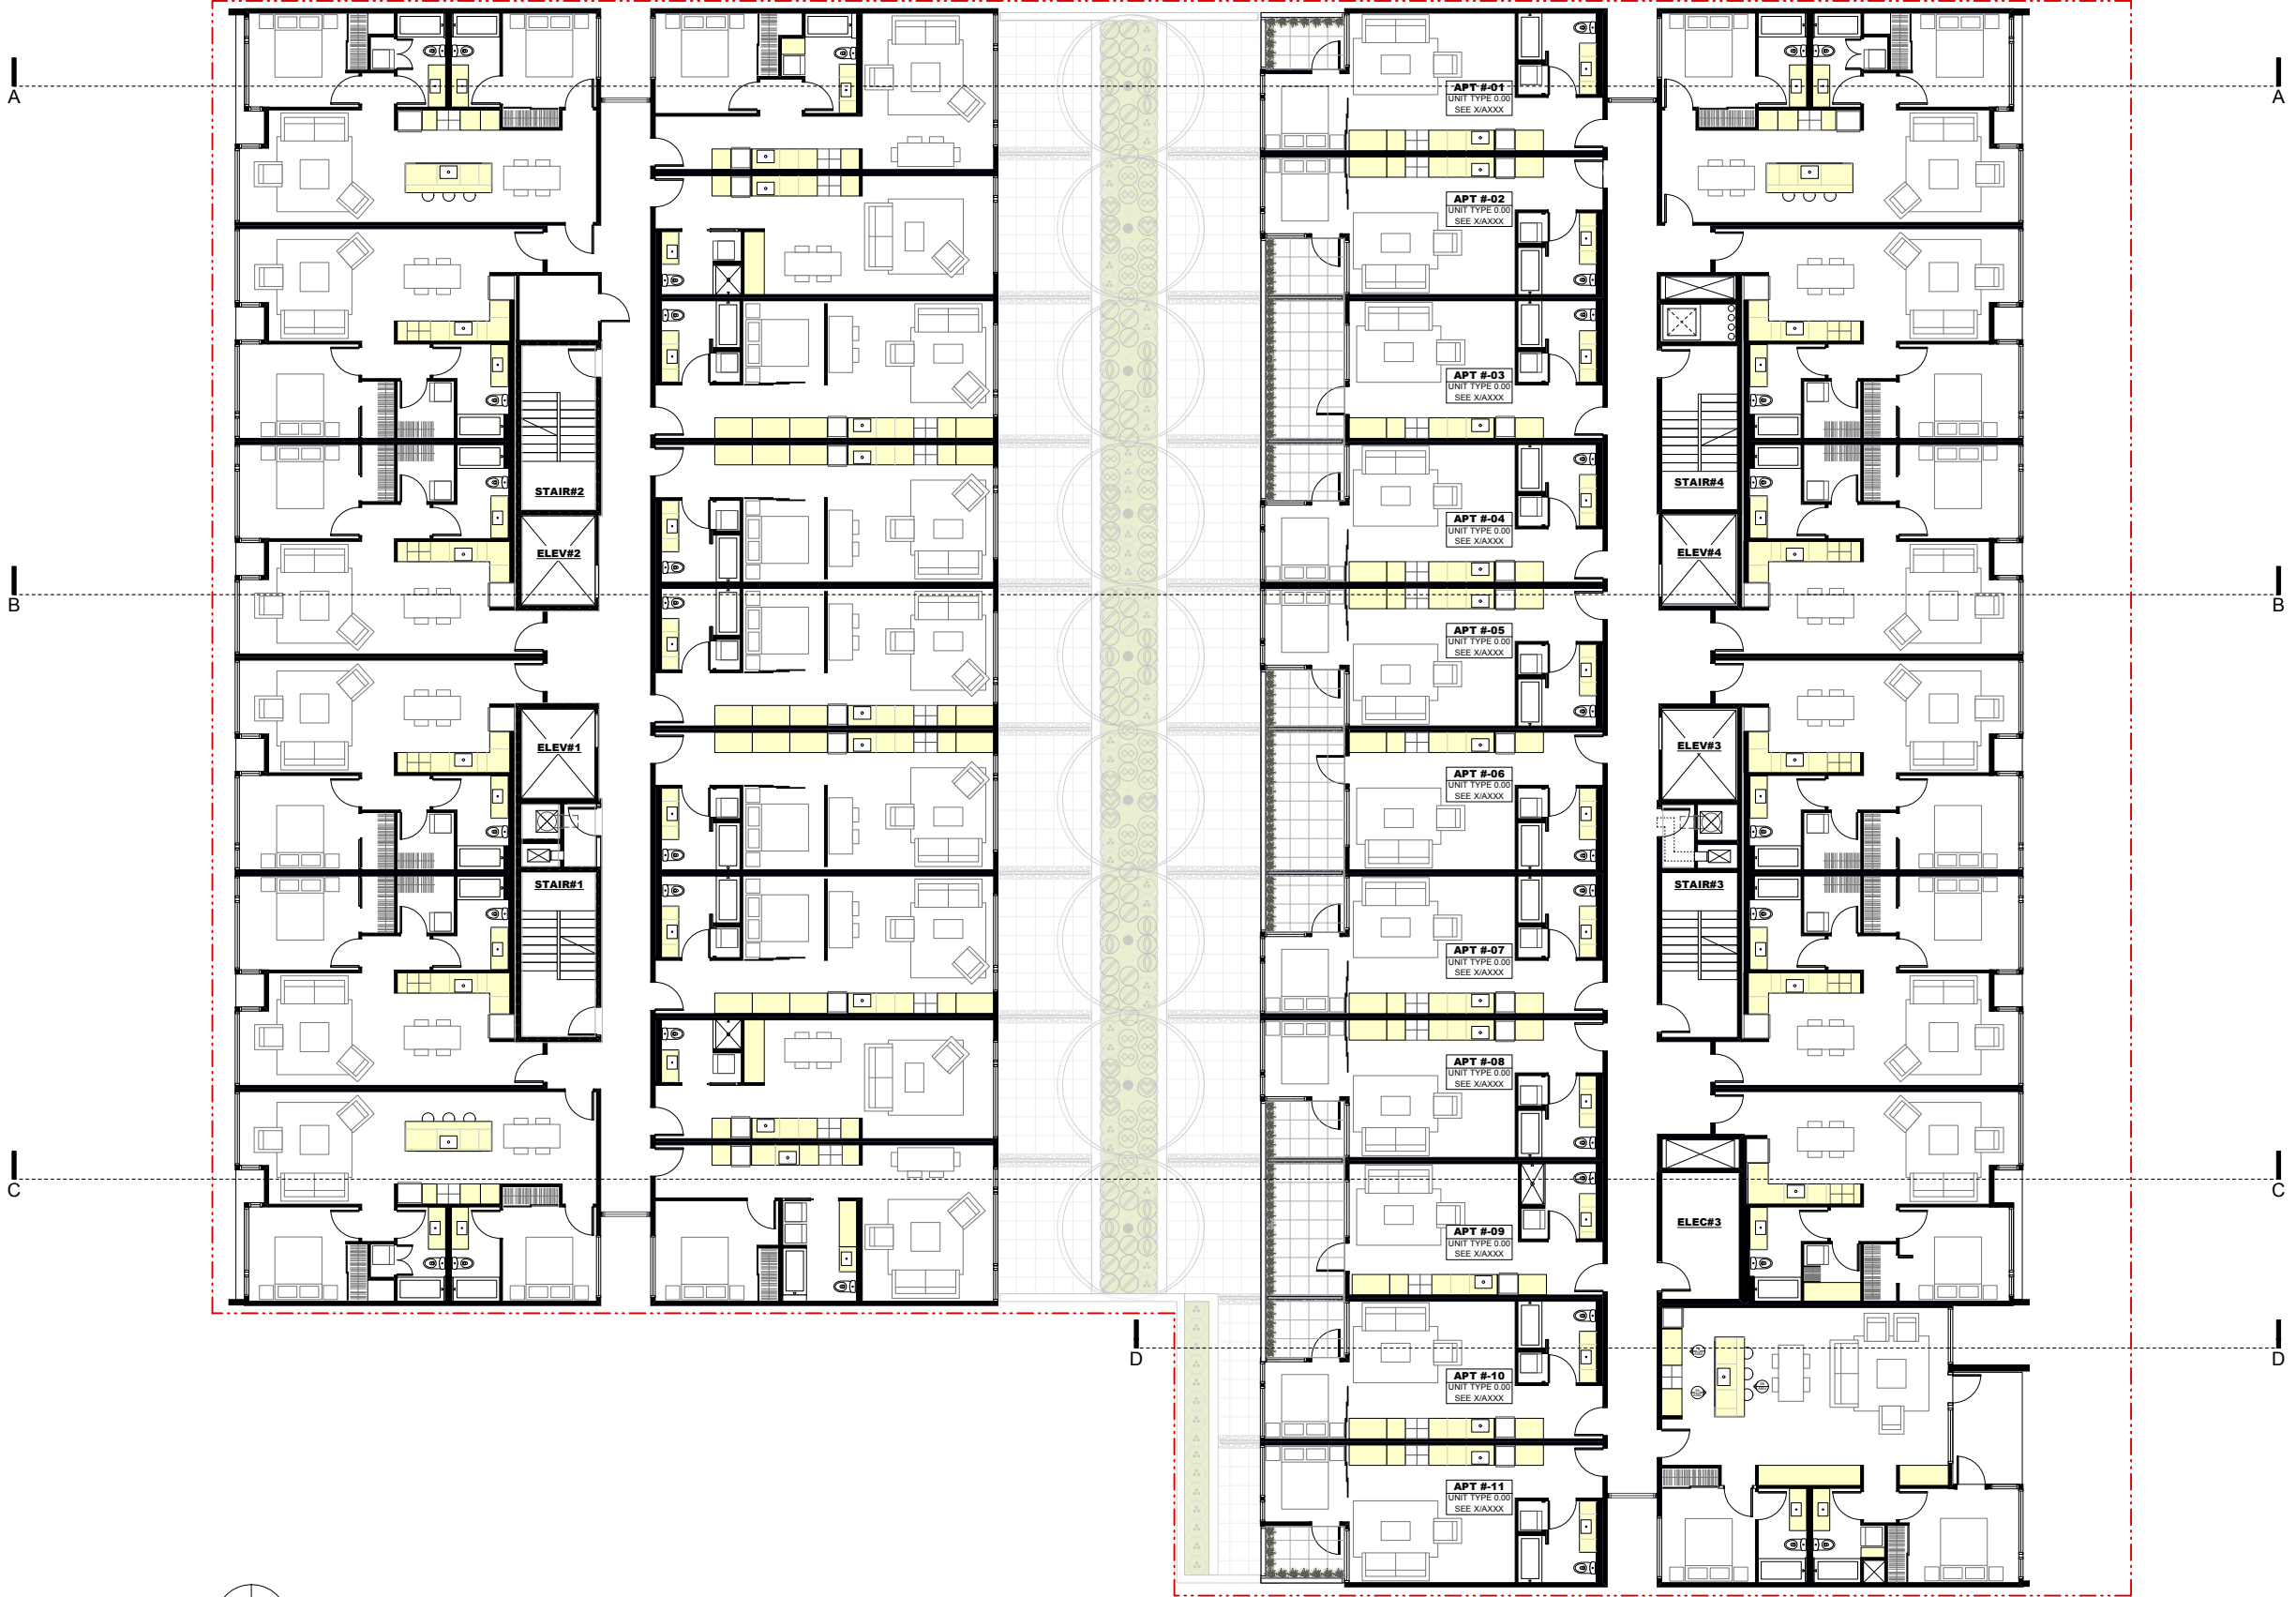 A
A
APT #-01
UNIT TYPE 0.00
SEE X/AXXX
APT #-02
UNIT TYPE 0.00
SEE X/AXXX
APT #-03
UNIT TYPE 0.00
SEE X/AXXX
STAIR#2
STAIR#4
APT #-04
UNIT TYPE 0.00
SEE X/AXXX
ELEV#2
ELEV#4
B
B
APT #-05
UNIT TYPE 0.00
SEE X/AXXX
ELEV#1
ELEV#3
APT #-06
UNIT TYPE 0.00
SEE X/AXXX
STAIR#1
STAIR#3
APT #-07
UNIT TYPE 0.00
SEE X/AXXX
APT #-08
UNIT TYPE 0.00
SEE X/AXXX
C
C
ELEC#3
APT #-09
UNIT TYPE 0.00
SEE X/AXXX
D
D
APT #-10
UNIT TYPE 0.00
SEE X/AXXX
APT #-11
UNIT TYPE 0.00
SEE X/AXXX